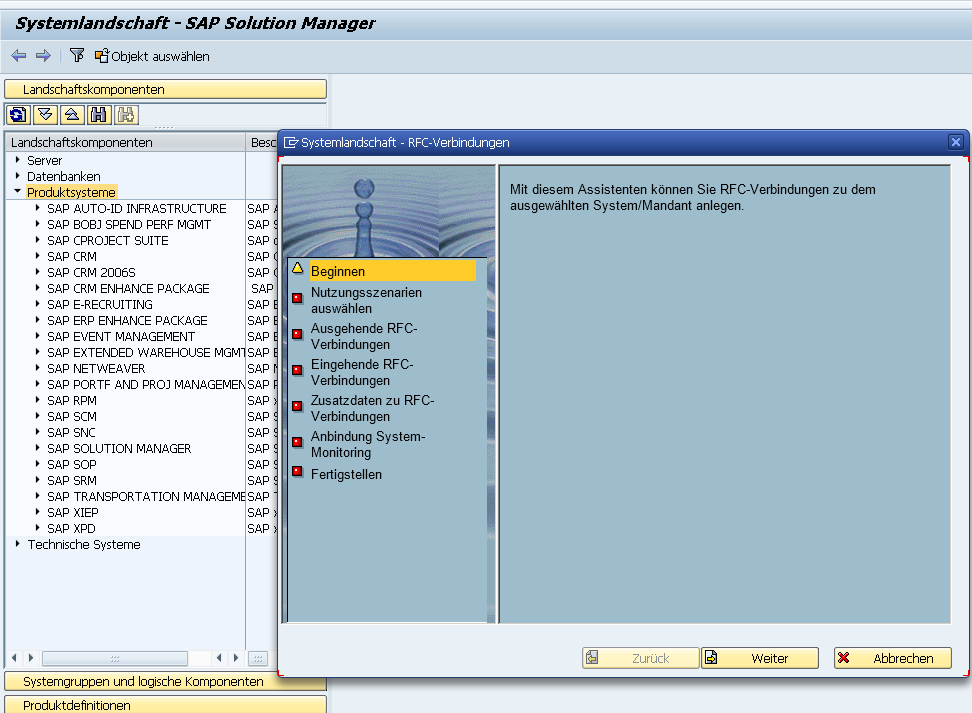 Systemlandschaft - SAP Solution Manager
Objekt auswählen
Landschaftskomponenten
Landschaftskomponenten Besc
Server
Datenbanken
Produktsysteme
SAP AUTO-ID INFRASTRUCTURE SAP
SAP BOBJ SPEND PERF MGMT SAP
SAP CPROJECT SUITE SAP
SAP CRM SAP
SAP CRM 2006S SAP
SAP CRM ENHANCE PACKAGE SAP
SAP E-RECRUITING SAP
SAP ERP ENHANCE PACKAGE SAP
SAP EVENT MANAGEMENT SAP
SAP EXTENDED WAREHOUSE MGMT SAP
SAP NETWEAVER SAP
SAP PORTF AND PROJ MANAGEMEN SAP
SAP RPM SAP
SAP SCM SAP
SAP SNC SAP
SAP SOLUTION MANAGER SAP
SAP SOP SAP
SAP SRM SAP
SAP TRANSPORTATION MANAGEME SAP
SAP XIEP SAP
SAP XPD SAP
Technische Systeme
Systemgruppen und logische Komponenten
Produktdefinitionen
Systemlandschaft - RFC-Verbindungen
Beginnen
Nutzungsszenarien
auswählen
Ausgehende RFC-
Verbindungen
Eingehende RFC-
Verbindungen
Zusatzdaten zu RFC-
Verbindungen
Anbindung System-
Monitoring
Fertigstellen
Mit diesem Assistenten können Sie RFC-Verbindungen zu dem
ausgewählten System/Mandant anlegen.
Zurück
Weiter
Abbrechen